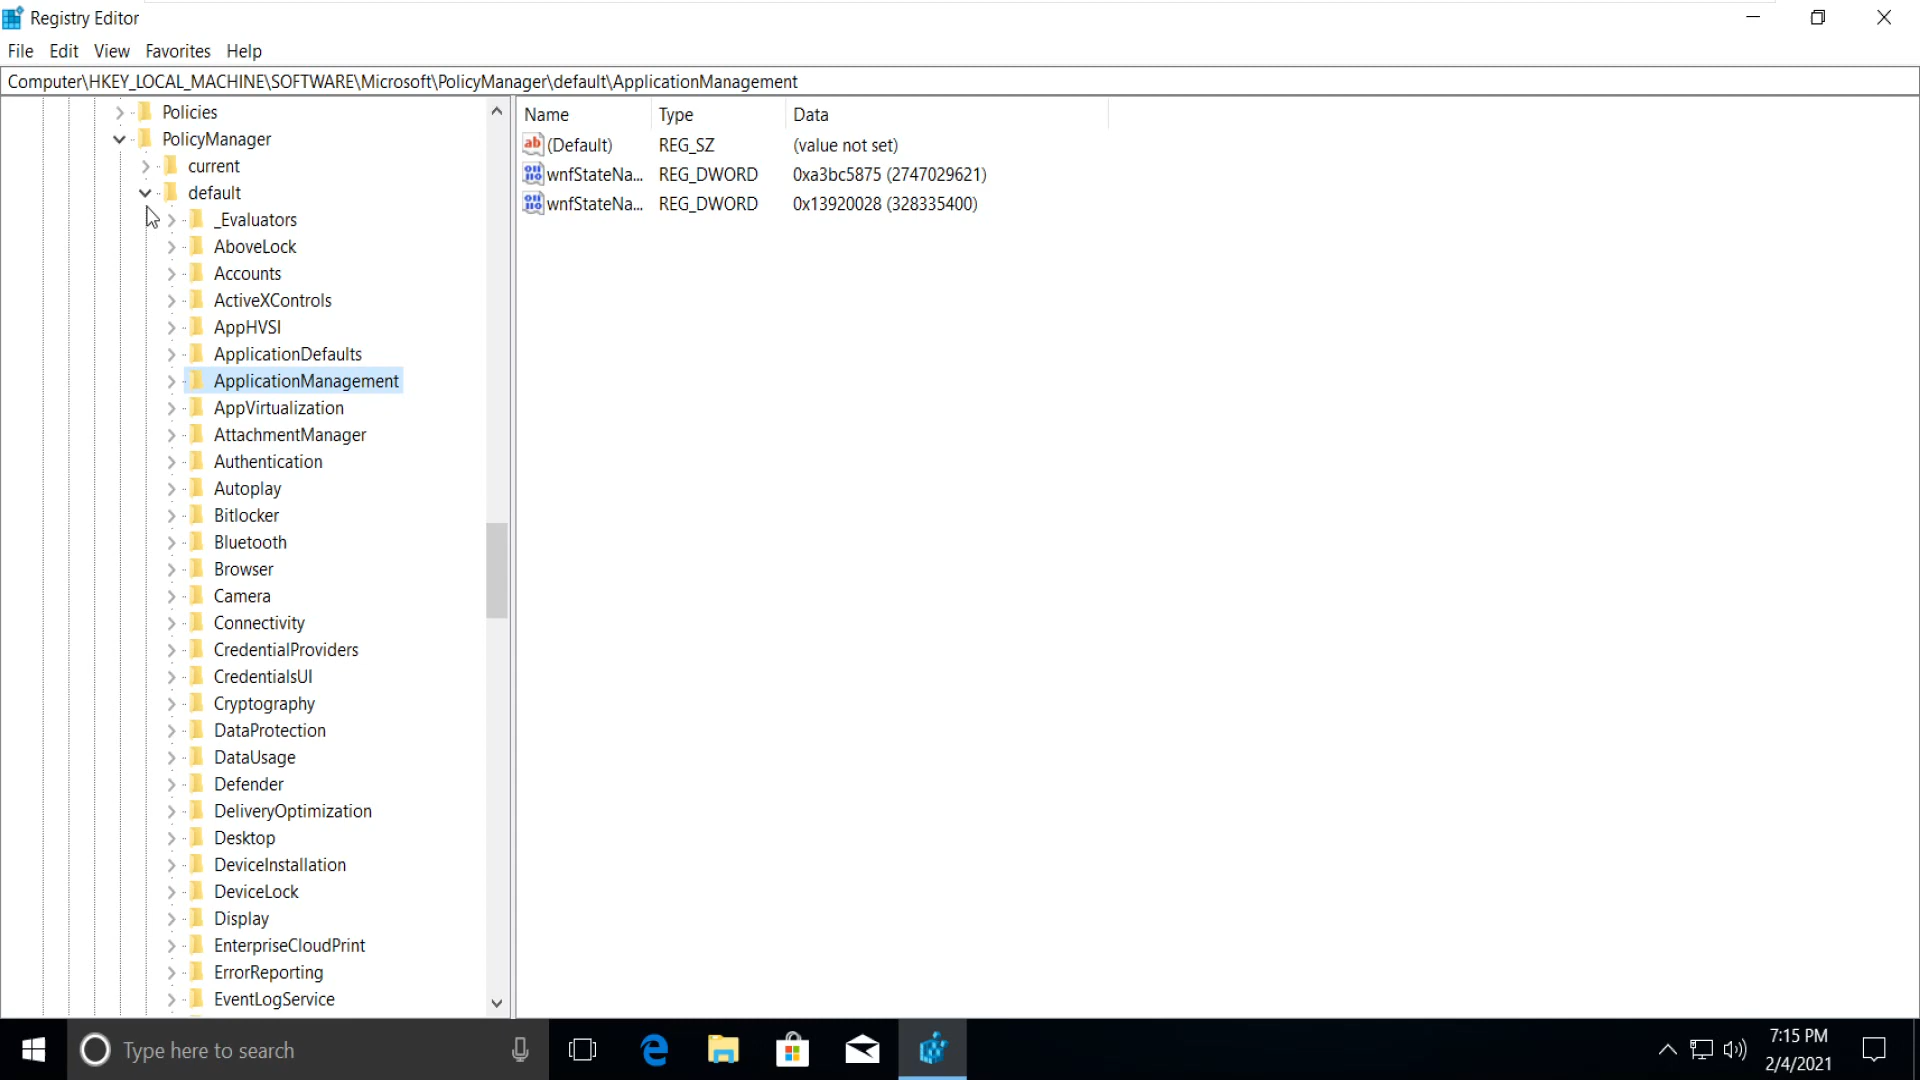 Registry Editor
File Edit View Favorites Help
Computer\HKEY_LOCAL_MACHINE\SOFTWARE\Microsoft\PolicyManager\default\ApplicationManagement
Policies
PolicyManager
current
default
_Evaluators
AboveLock
Accounts
ActiveXControls
AppHVSI
ApplicationDefaults
ApplicationManagement
AppVirtualization
AttachmentManager
Authentication
Autoplay
Bitlocker
Bluetooth
Browser
Camera
Connectivity
CredentialProviders
CredentialsUI
Cryptography
DataProtection
DataUsage
Defender
DeliveryOptimization
Desktop
DeviceInstallation
DeviceLock
Display
EnterpriseCloudPrint
ErrorReporting
EventLogService
Name Type Data
(Default) REG_SZ (value not set)
wnfStateNa... REG_DWORD 0xa3bc5875 (2747029621)
wnfStateNa... REG_DWORD 0x13920028 (328335400)
Type here to search
7:15 PM
2/4/2021